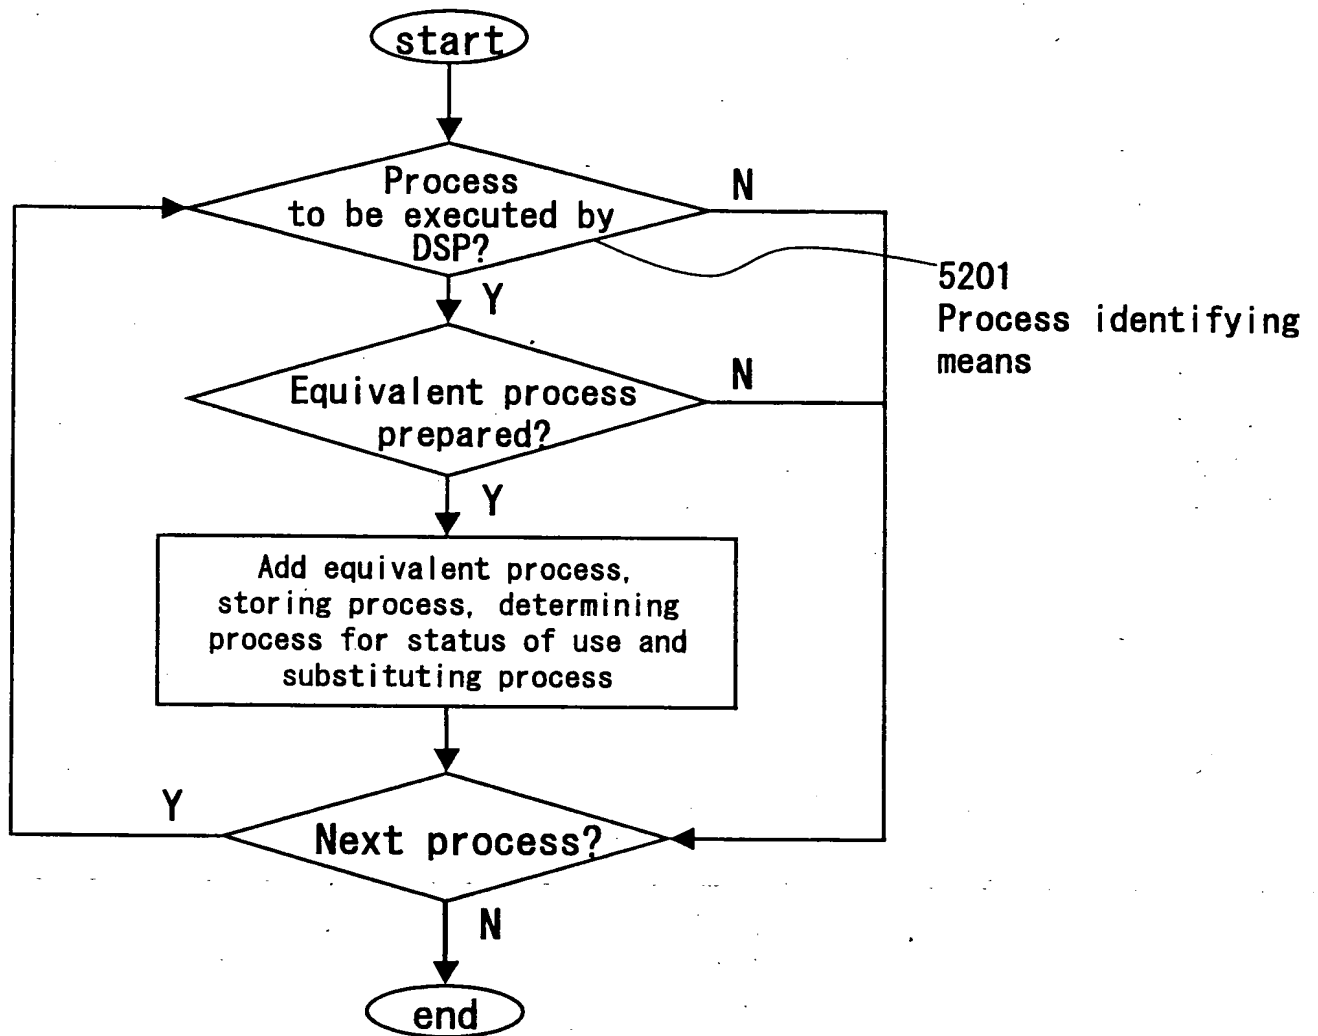 start
Process
to be executed by
DSP?
N
5201
Process identifying
means
Y
Equivalent process
prepared?
N
Y
Add equivalent process,
storing process, determining
process for status of use and
substituting process
Y
Next process?
N
end